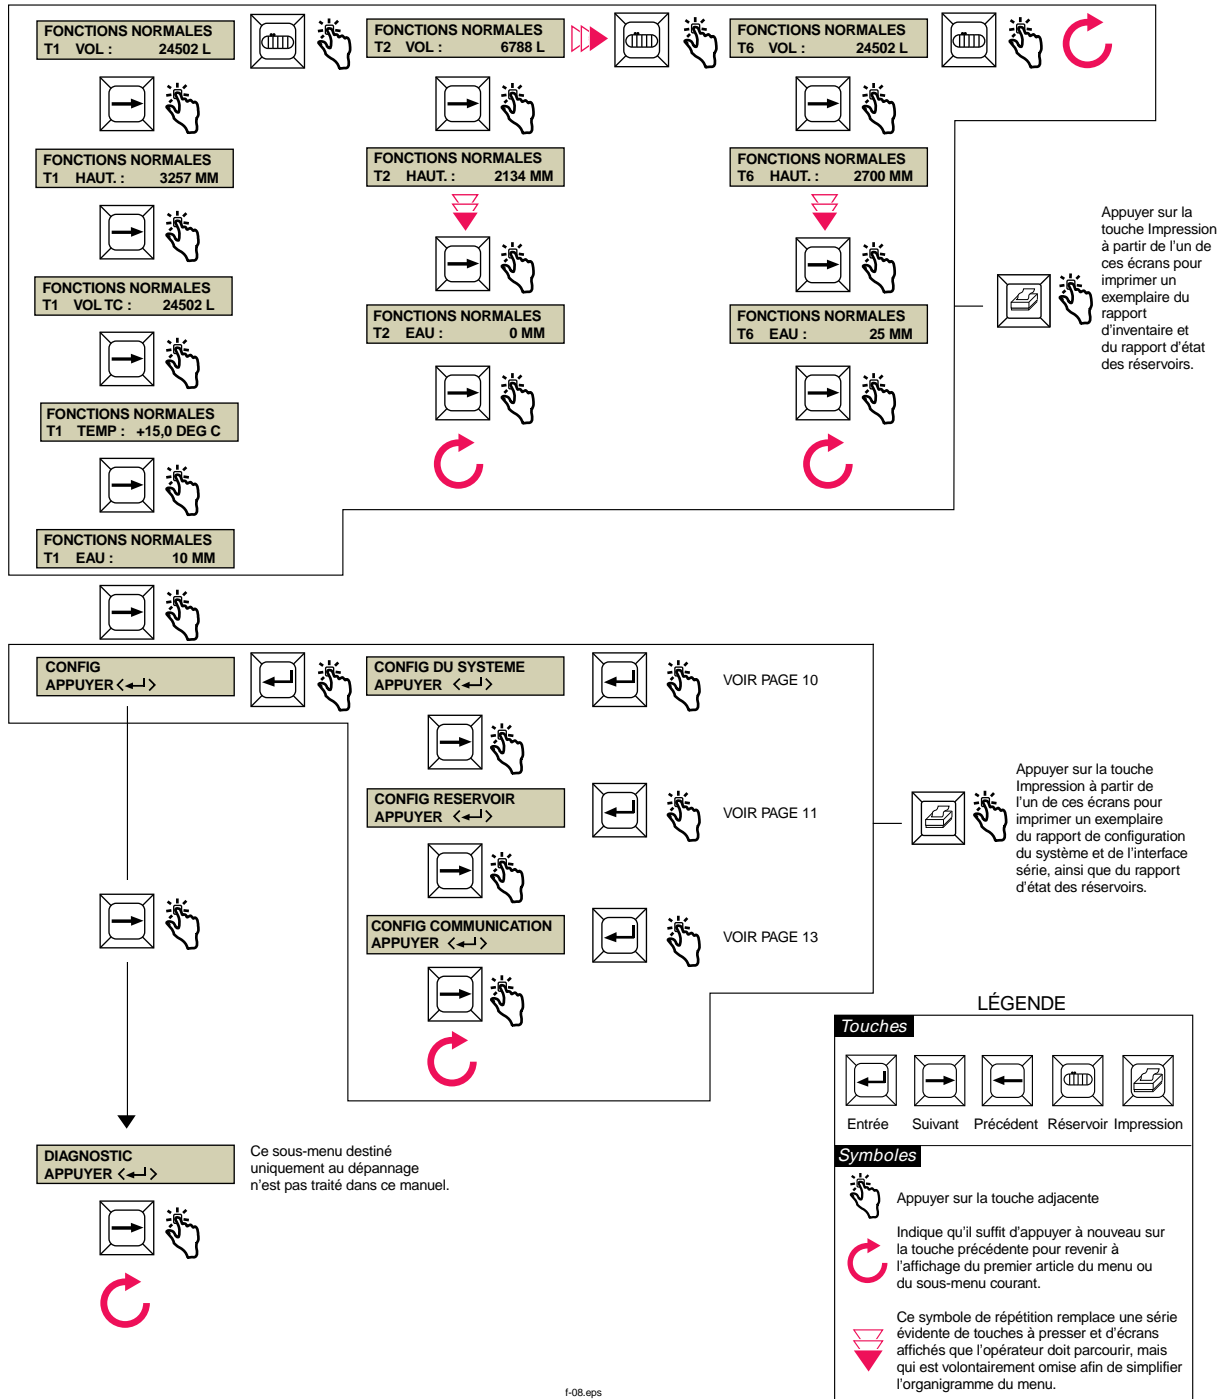 FONCTIONS NORMALES
T1 VOL : 24502 L
FONCTIONS NORMALES
T2 VOL : 6788 L
FONCTIONS NORMALES
T6 VOL : 24502 L
FONCTIONS NORMALES
T1 HAUT. : 3257 MM
FONCTIONS NORMALES
T2 HAUT. : 2134 MM
FONCTIONS NORMALES
T6 HAUT. : 2700 MM
FONCTIONS NORMALES
T1 VOL TC : 24502 L
FONCTIONS NORMALES
T2 EAU : 0 MM
FONCTIONS NORMALES
T6 EAU : 25 MM
Appuyer sur la
touche Impression
à partir de l'un de
ces écrans pour
imprimer un
exemplaire du
rapport
d'inventaire et
du rapport d'état
des réservoirs.
FONCTIONS NORMALES
T1 TEMP : +15,0 DEG C
FONCTIONS NORMALES
T1 EAU : 10 MM
CONFIG
APPUYER <↵>
CONFIG DU SYSTEME
APPUYER <↵>
VOIR PAGE 10
CONFIG RESERVOIR
APPUYER <↵>
VOIR PAGE 11
CONFIG COMMUNICATION
APPUYER <↵>
VOIR PAGE 13
Appuyer sur la touche
Impression à partir de
l'un de ces écrans pour
imprimer un exemplaire
du rapport de configuration
du système et de l'interface
série, ainsi que du rapport
d'état des réservoirs.
DIAGNOSTIC
APPUYER <↵>
Ce sous-menu destiné
uniquement au dépannage
n'est pas traité dans ce manuel.
LÉGENDE
Touches
Entrée Suivant Précédent Réservoir Impression
Symboles
Appuyer sur la touche adjacente
Indique qu'il suffit d'appuyer à nouveau sur
la touche précédente pour revenir à
l'affichage du premier article du menu ou
du sous-menu courant.
Ce symbole de répétition remplace une série
évidente de touches à presser et d'écrans
affichés que l'opérateur doit parcourir, mais
qui est volontairement omise afin de simplifier
l'organigramme du menu.
f-08.eps